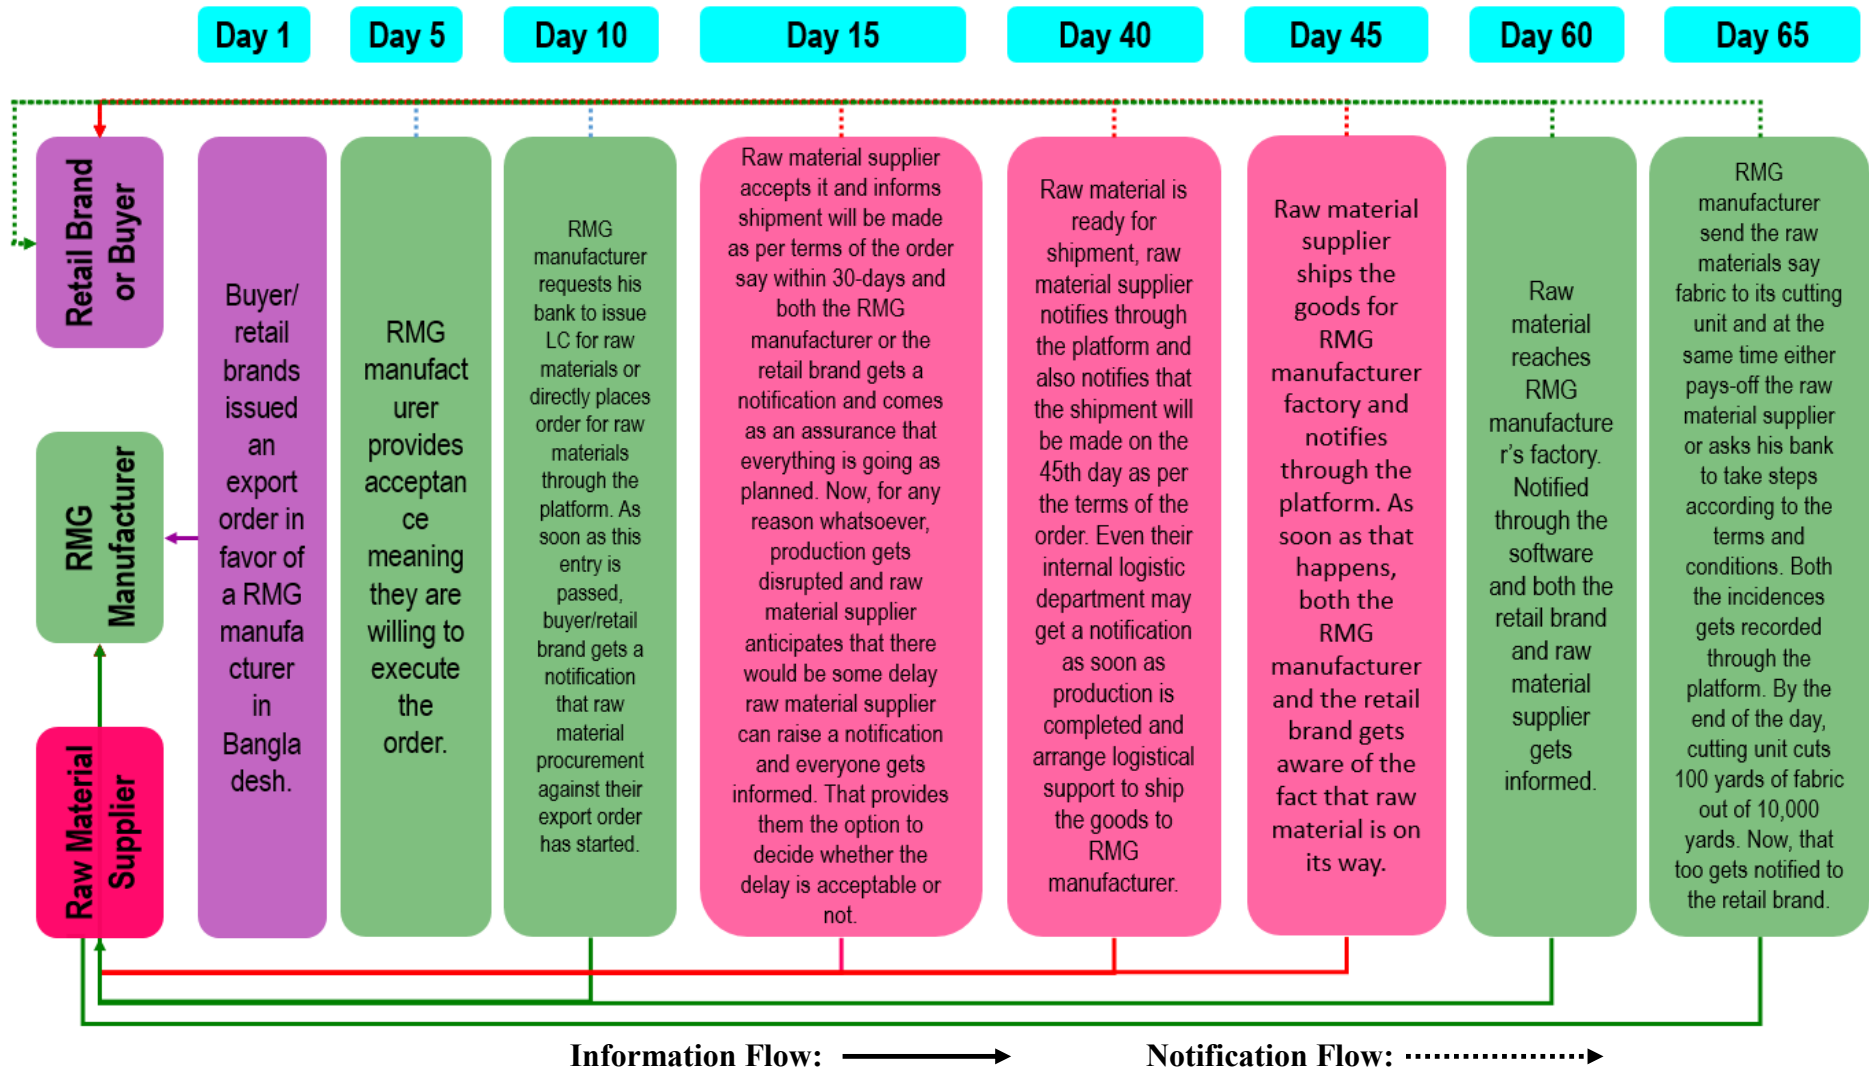 Day 1
Day 5
Day 10
Day 15
Day 40
Day 45
Day 60
Day 65
Retail Brand
or Buyer
RMG
Manufacturer
Raw Material
Supplier
Buyer/
retail
brands
issued
an
export
order in
favor of
a RMG
manufa
cturer
in
Bangla
desh.
RMG
manufact
urer
provides
acceptan
ce
meaning
they are
willing to
execute
the
order.
RMG
manufacturer
requests his
bank to issue
LC for raw
materials or
directly places
order for raw
materials
through the
platform. As
soon as this
entry is
passed,
buyer/retail
brand gets a
notification
that raw
material
procurement
against their
export order
has started.
Raw material supplier
accepts it and informs
shipment will be made
as per terms of the order
say within 30-days and
both the RMG
manufacturer or the
retail brand gets a
notification and comes
as an assurance that
everything is going as
planned. Now, for any
reason whatsoever,
production gets
disrupted and raw
material supplier
anticipates that there
would be some delay
raw material supplier
can raise a notification
and everyone gets
informed. That provides
them the option to
decide whether the
delay is acceptable or
not.
Raw material is
ready for
shipment, raw
material supplier
notifies through
the platform and
also notifies that
the shipment will
be made on the
45th day as per
the terms of the
order. Even their
internal logistic
department may
get a notification
as soon as
production is
completed and
arrange logistical
support to ship
the goods to
RMG
manufacturer.
Raw material
supplier
ships the
goods for
RMG
manufacturer
factory and
notifies
through the
platform. As
soon as that
happens,
both the
RMG
manufacturer
and the retail
brand gets
aware of the
fact that raw
material is on
its way.
Raw
material
reaches
RMG
manufacture
r’s factory.
Notified
through the
software
and both the
retail brand
and raw
material
supplier
gets
informed.
RMG
manufacturer
send the raw
materials say
fabric to its cutting
unit and at the
same time either
pays-off the raw
material supplier
or asks his bank
to take steps
according to the
terms and
conditions. Both
the incidences
gets recorded
through the
platform. By the
end of the day,
cutting unit cuts
100 yards of fabric
out of 10,000
yards. Now, that
too gets notified to
the retail brand.
Information Flow:
Notification Flow: